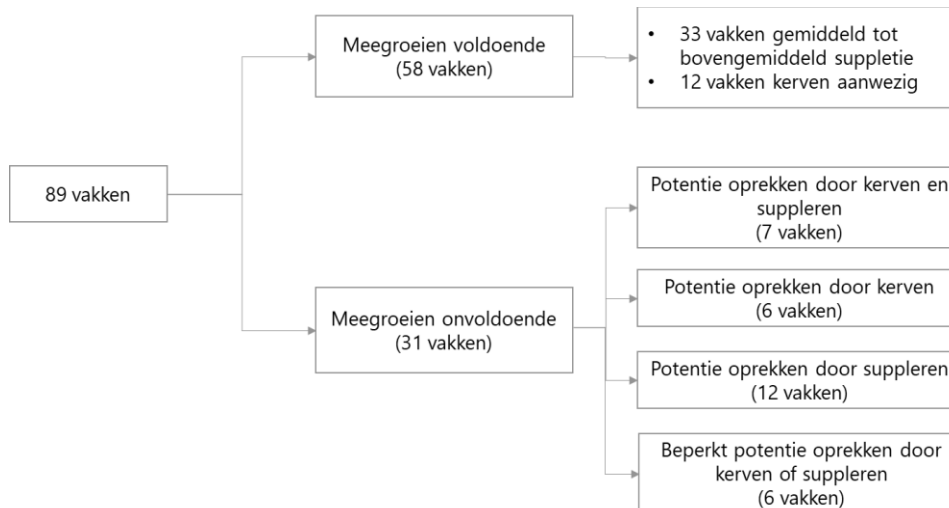 89 vakken
Meegroeien voldoende
(58 vakken)
• 33 vakken gemiddeld tot
bovengemiddeld suppletie
• 12 vakken kerven aanwezig
Meegroeien onvoldoende
(31 vakken)
Potentie oprekken door kerven en
suppleren
(7 vakken)
Potentie oprekken door kerven
(6 vakken)
Potentie oprekken door suppleren
(12 vakken)
Beperkt potentie oprekken door
kerven of suppleren
(6 vakken)